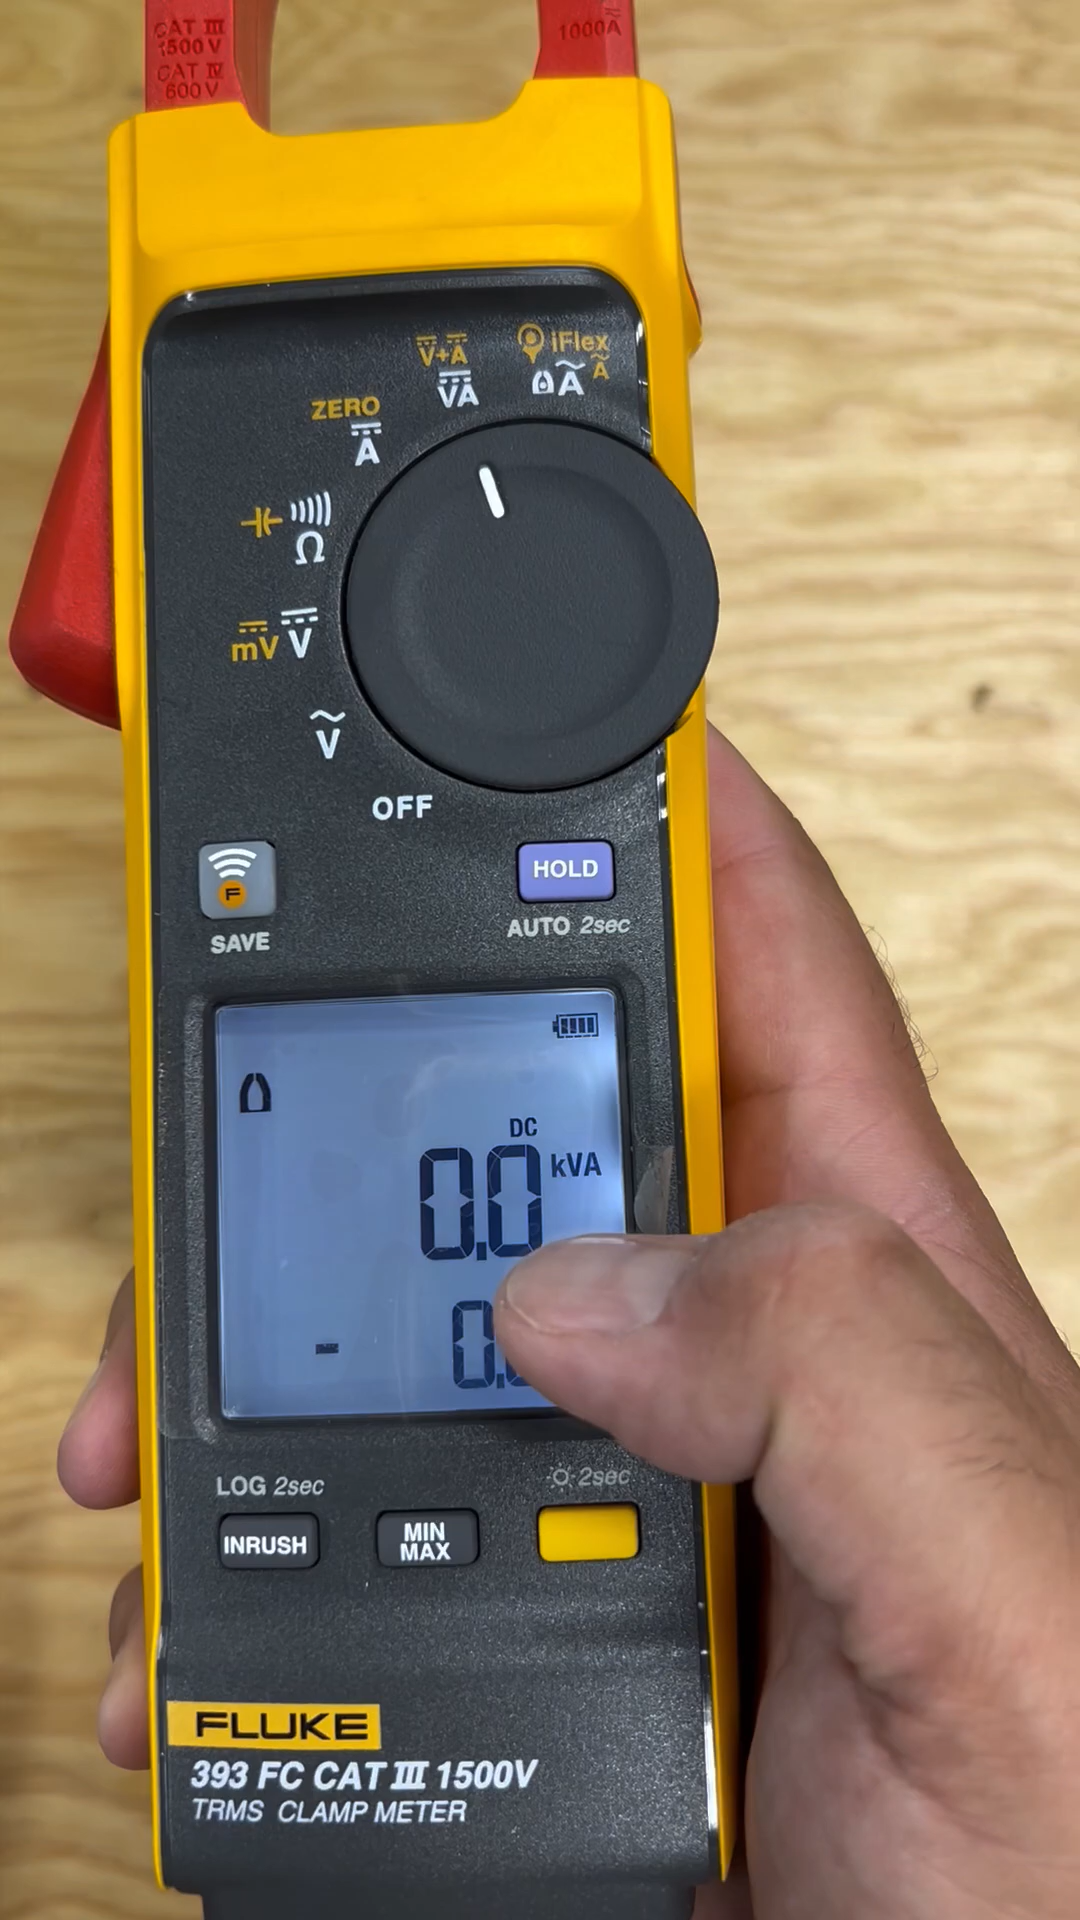 CAT III
1500 V
CAT IV
600 V
1000A
V+A
VA
iFlex
A
A
ZERO
A
Ω
mV V
V
OFF
F
SAVE
HOLD
AUTO 2sec
DC
0.0 kVA
- 0.
LOG 2sec
2sec
INRUSH
MIN
MAX
FLUKE
393 FC CAT III 1500V
TRMS CLAMP METER